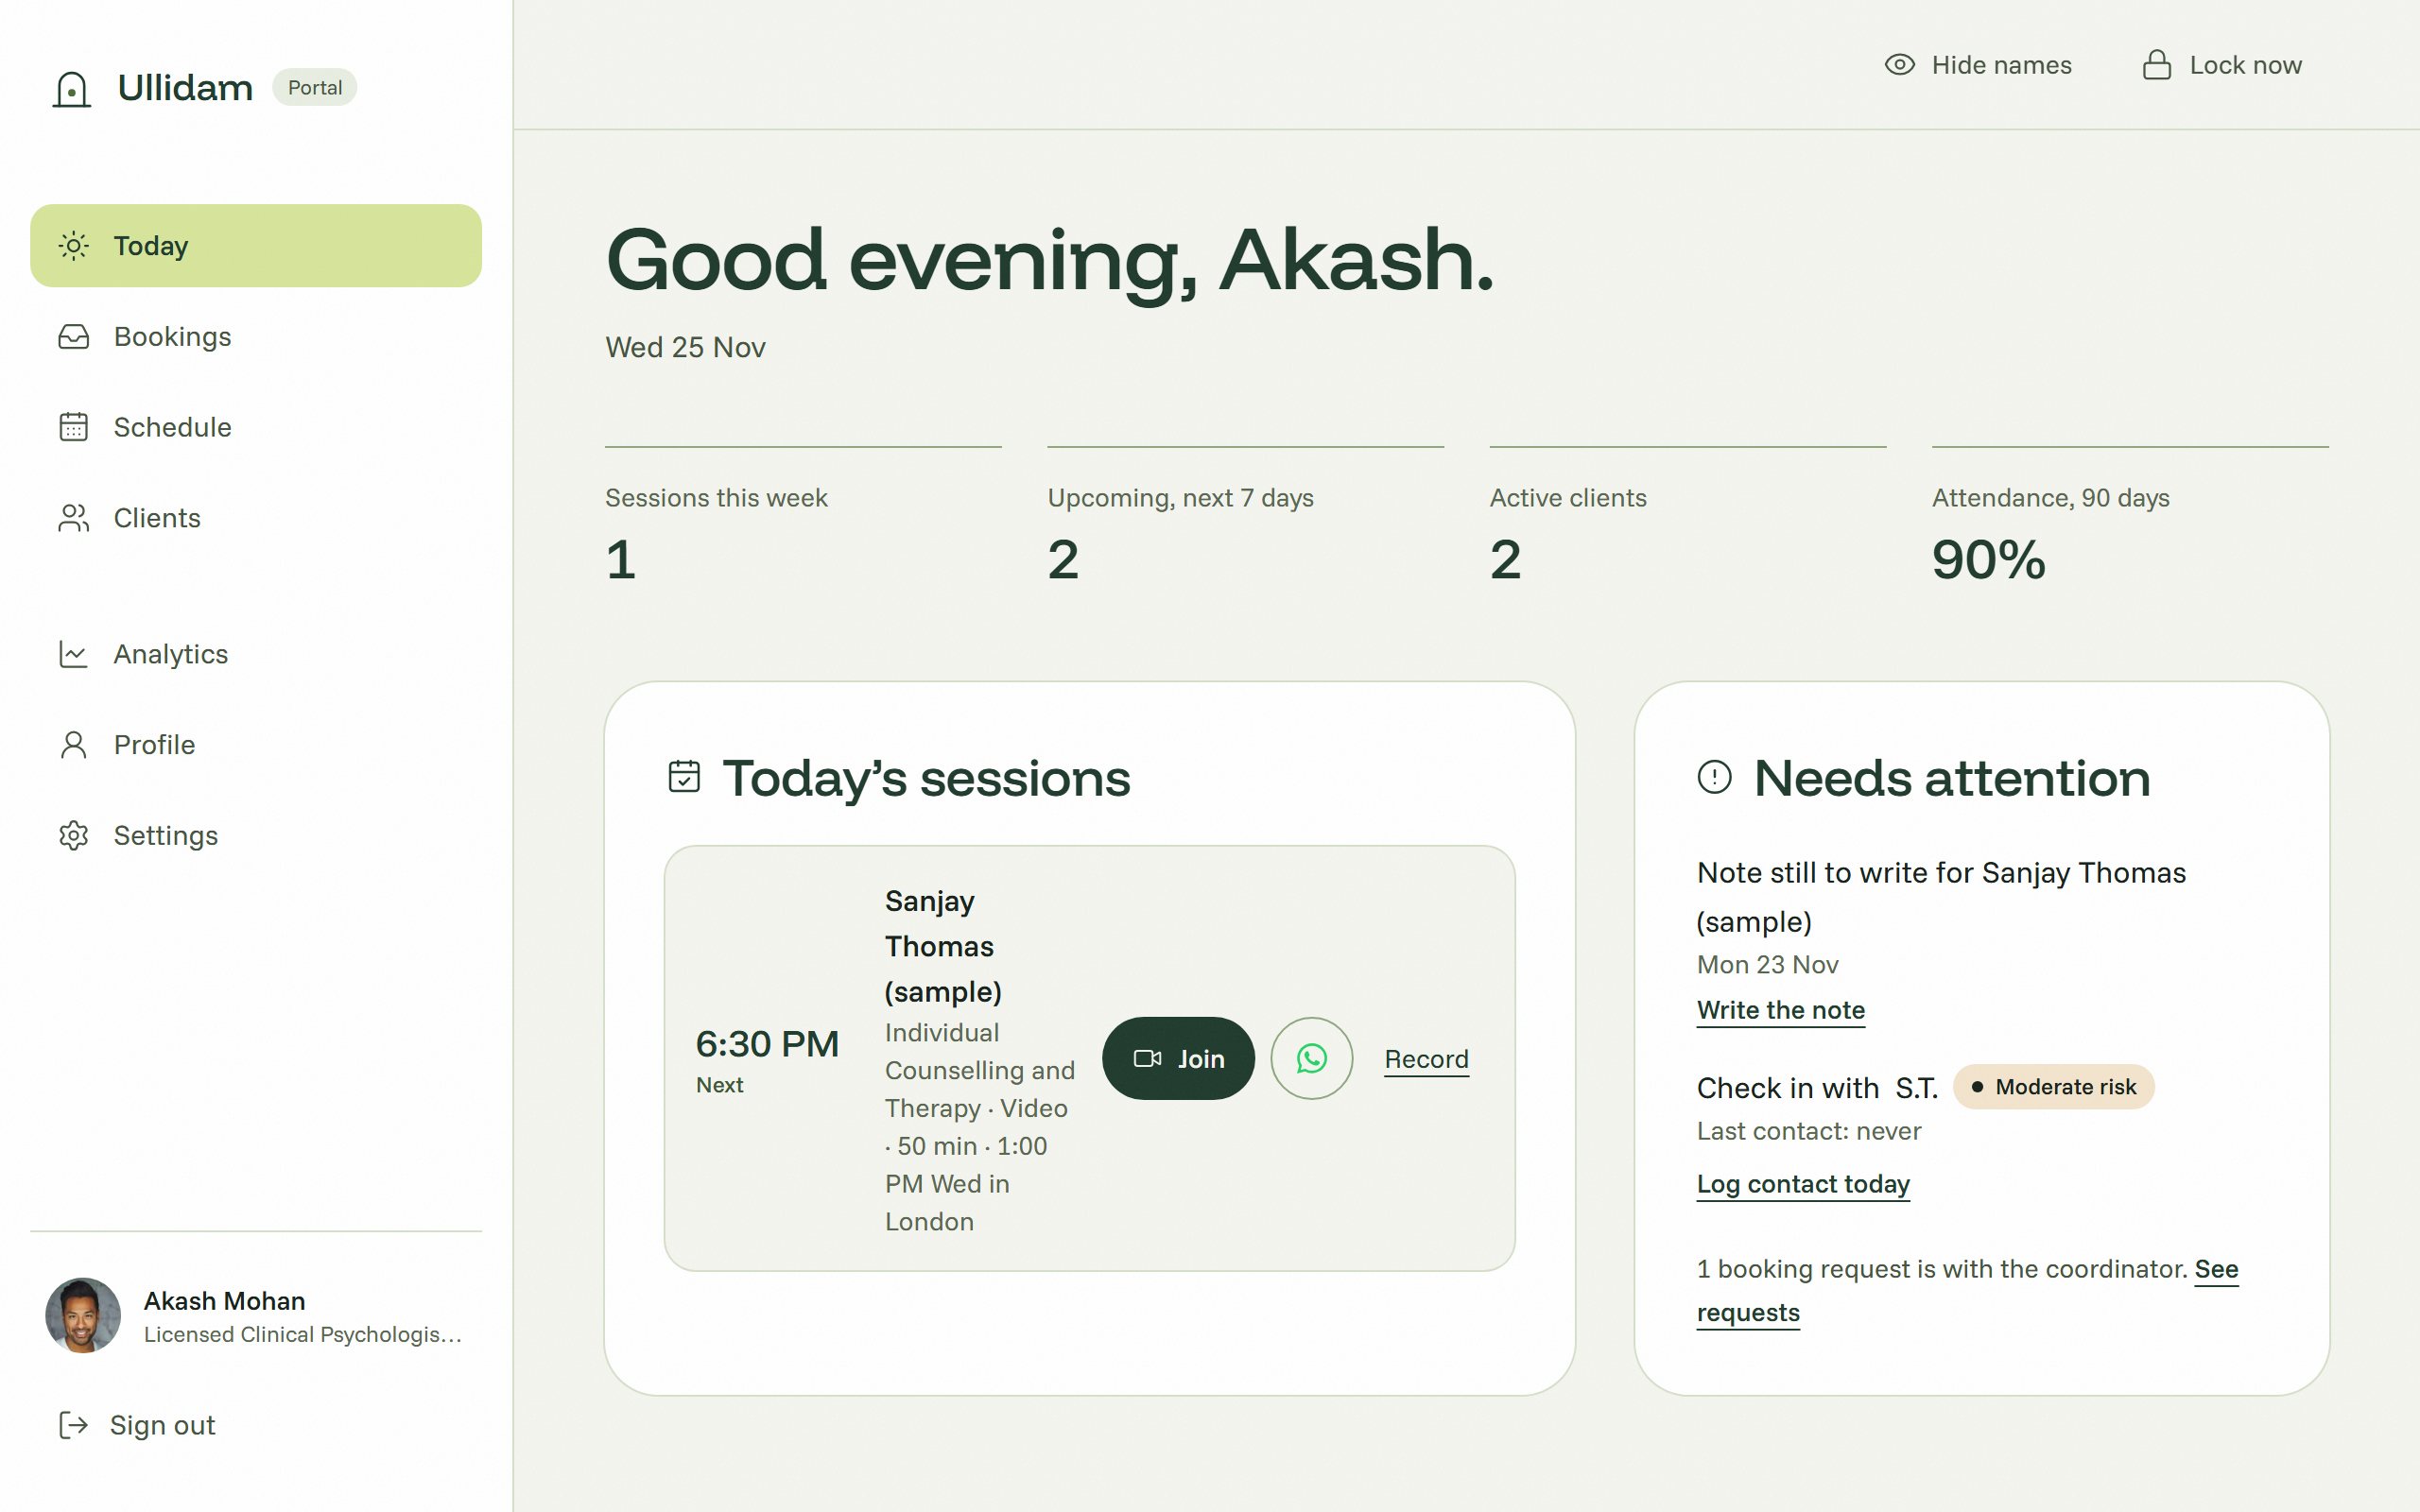 Ullidam Portal
Hide names
Lock now
Today
Bookings
Schedule
Clients
Analytics
Profile
Settings
Akash Mohan
Licensed Clinical Psychologis...
Sign out
Good evening, Akash.
Wed 25 Nov
Sessions this week
1
Upcoming, next 7 days
2
Active clients
2
Attendance, 90 days
90%
Today’s sessions
6:30 PM
Next
Sanjay
Thomas
(sample)
Individual
Counselling and
Therapy · Video
· 50 min · 1:00
PM Wed in
London
Join
Record
Needs attention
Note still to write for Sanjay Thomas
(sample)
Mon 23 Nov
Write the note
Check in with S.T. Moderate risk
Last contact: never
Log contact today
1 booking request is with the coordinator. See
requests